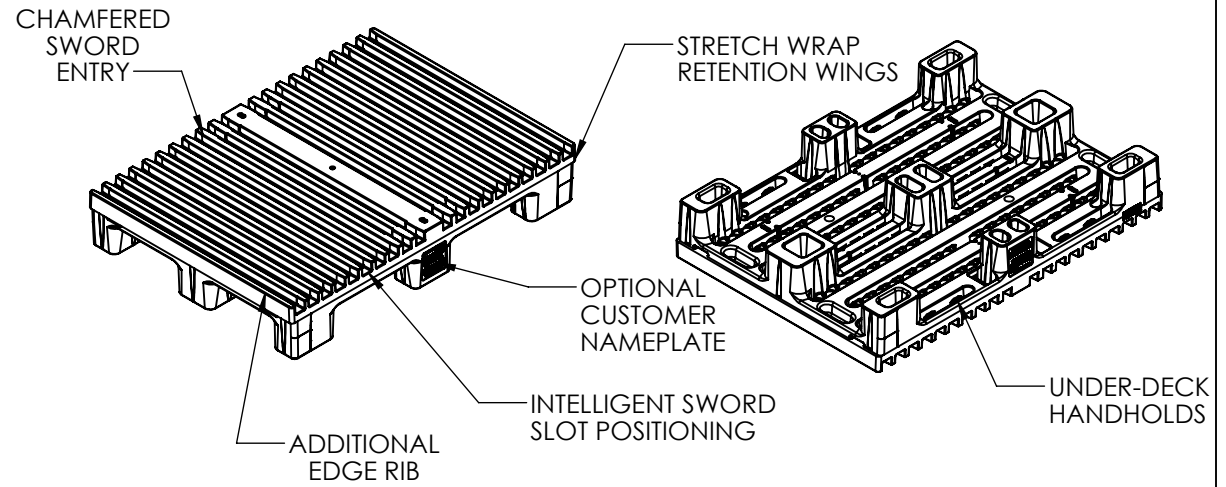 CHAMFERED
SWORD
ENTRY
STRETCH WRAP
RETENTION WINGS
OPTIONAL
CUSTOMER
NAMEPLATE
INTELLIGENT SWORD
SLOT POSITIONING
ADDITIONAL
EDGE RIB
UNDER-DECK
HANDHOLDS